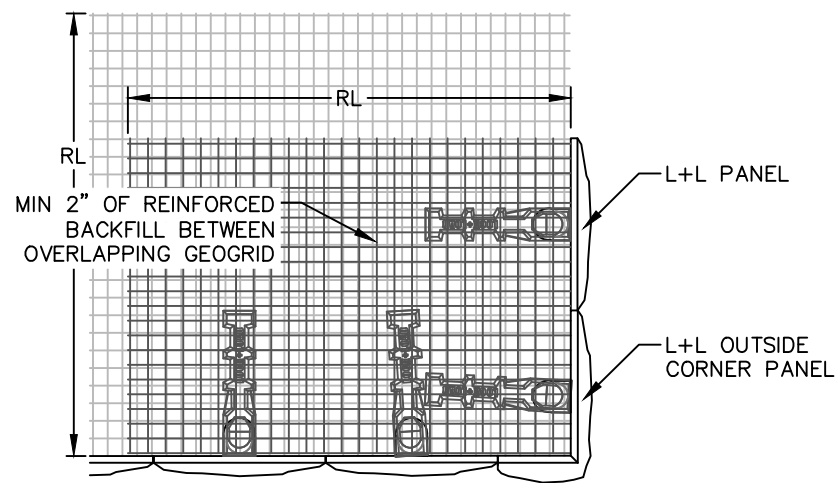 RL
RL
MIN 2" OF REINFORCED
BACKFILL BETWEEN
OVERLAPPING GEOGRID
L+L PANEL
L+L OUTSIDE
CORNER PANEL